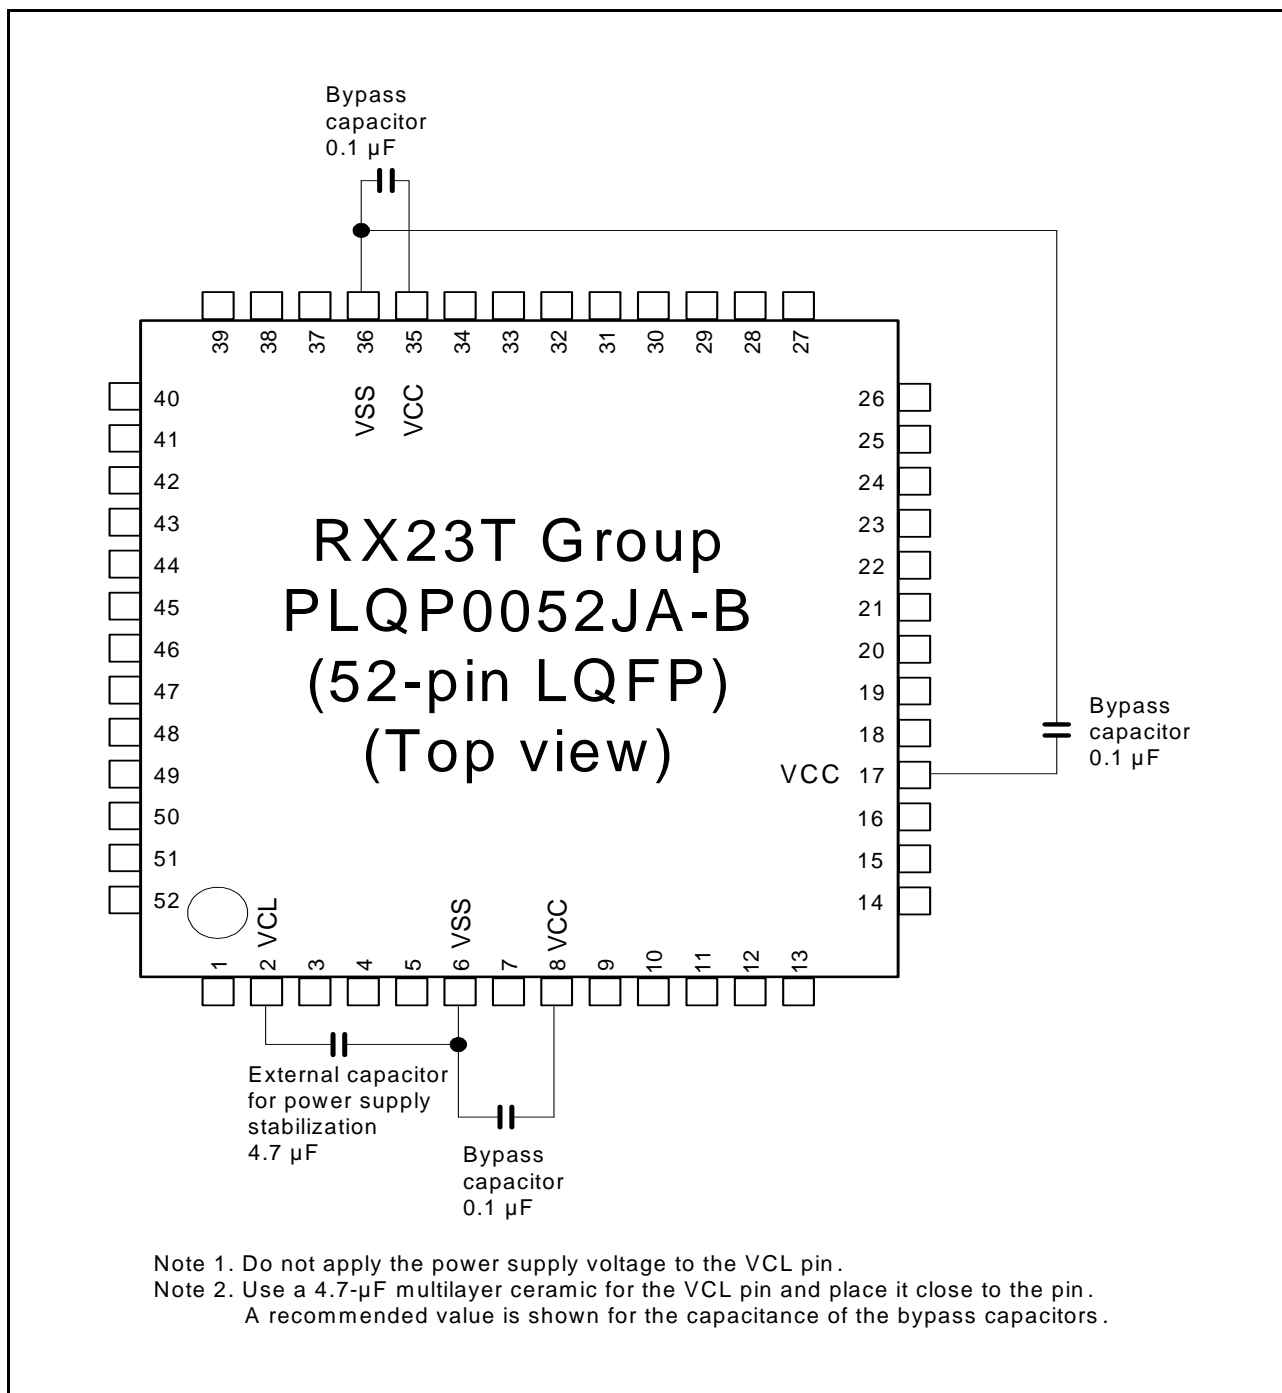 Bypass
capacitor
0.1 µF
39
38
37
36
35
34
33
32
31
30
29
28
27
VSS
VCC
40
41
42
43
44
45
46
47
48
49
50
51
52
26
25
24
23
22
21
20
19
18
VCC 17
16
15
14
RX23T Group
PLQP0052JA-B
(52-pin LQFP)
(Top view)
Bypass
capacitor
0.1 µF
VCL
VSS
VCC
1
2
3
4
5
6
7
8
9
10
11
12
13
External capacitor
for power supply
stabilization
4.7 µF
Bypass
capacitor
0.1 µF
Note 1. Do not apply the power supply voltage to the VCL pin.
Note 2. Use a 4.7-µF multilayer ceramic for the VCL pin and place it close to the pin.
A recommended value is shown for the capacitance of the bypass capacitors.